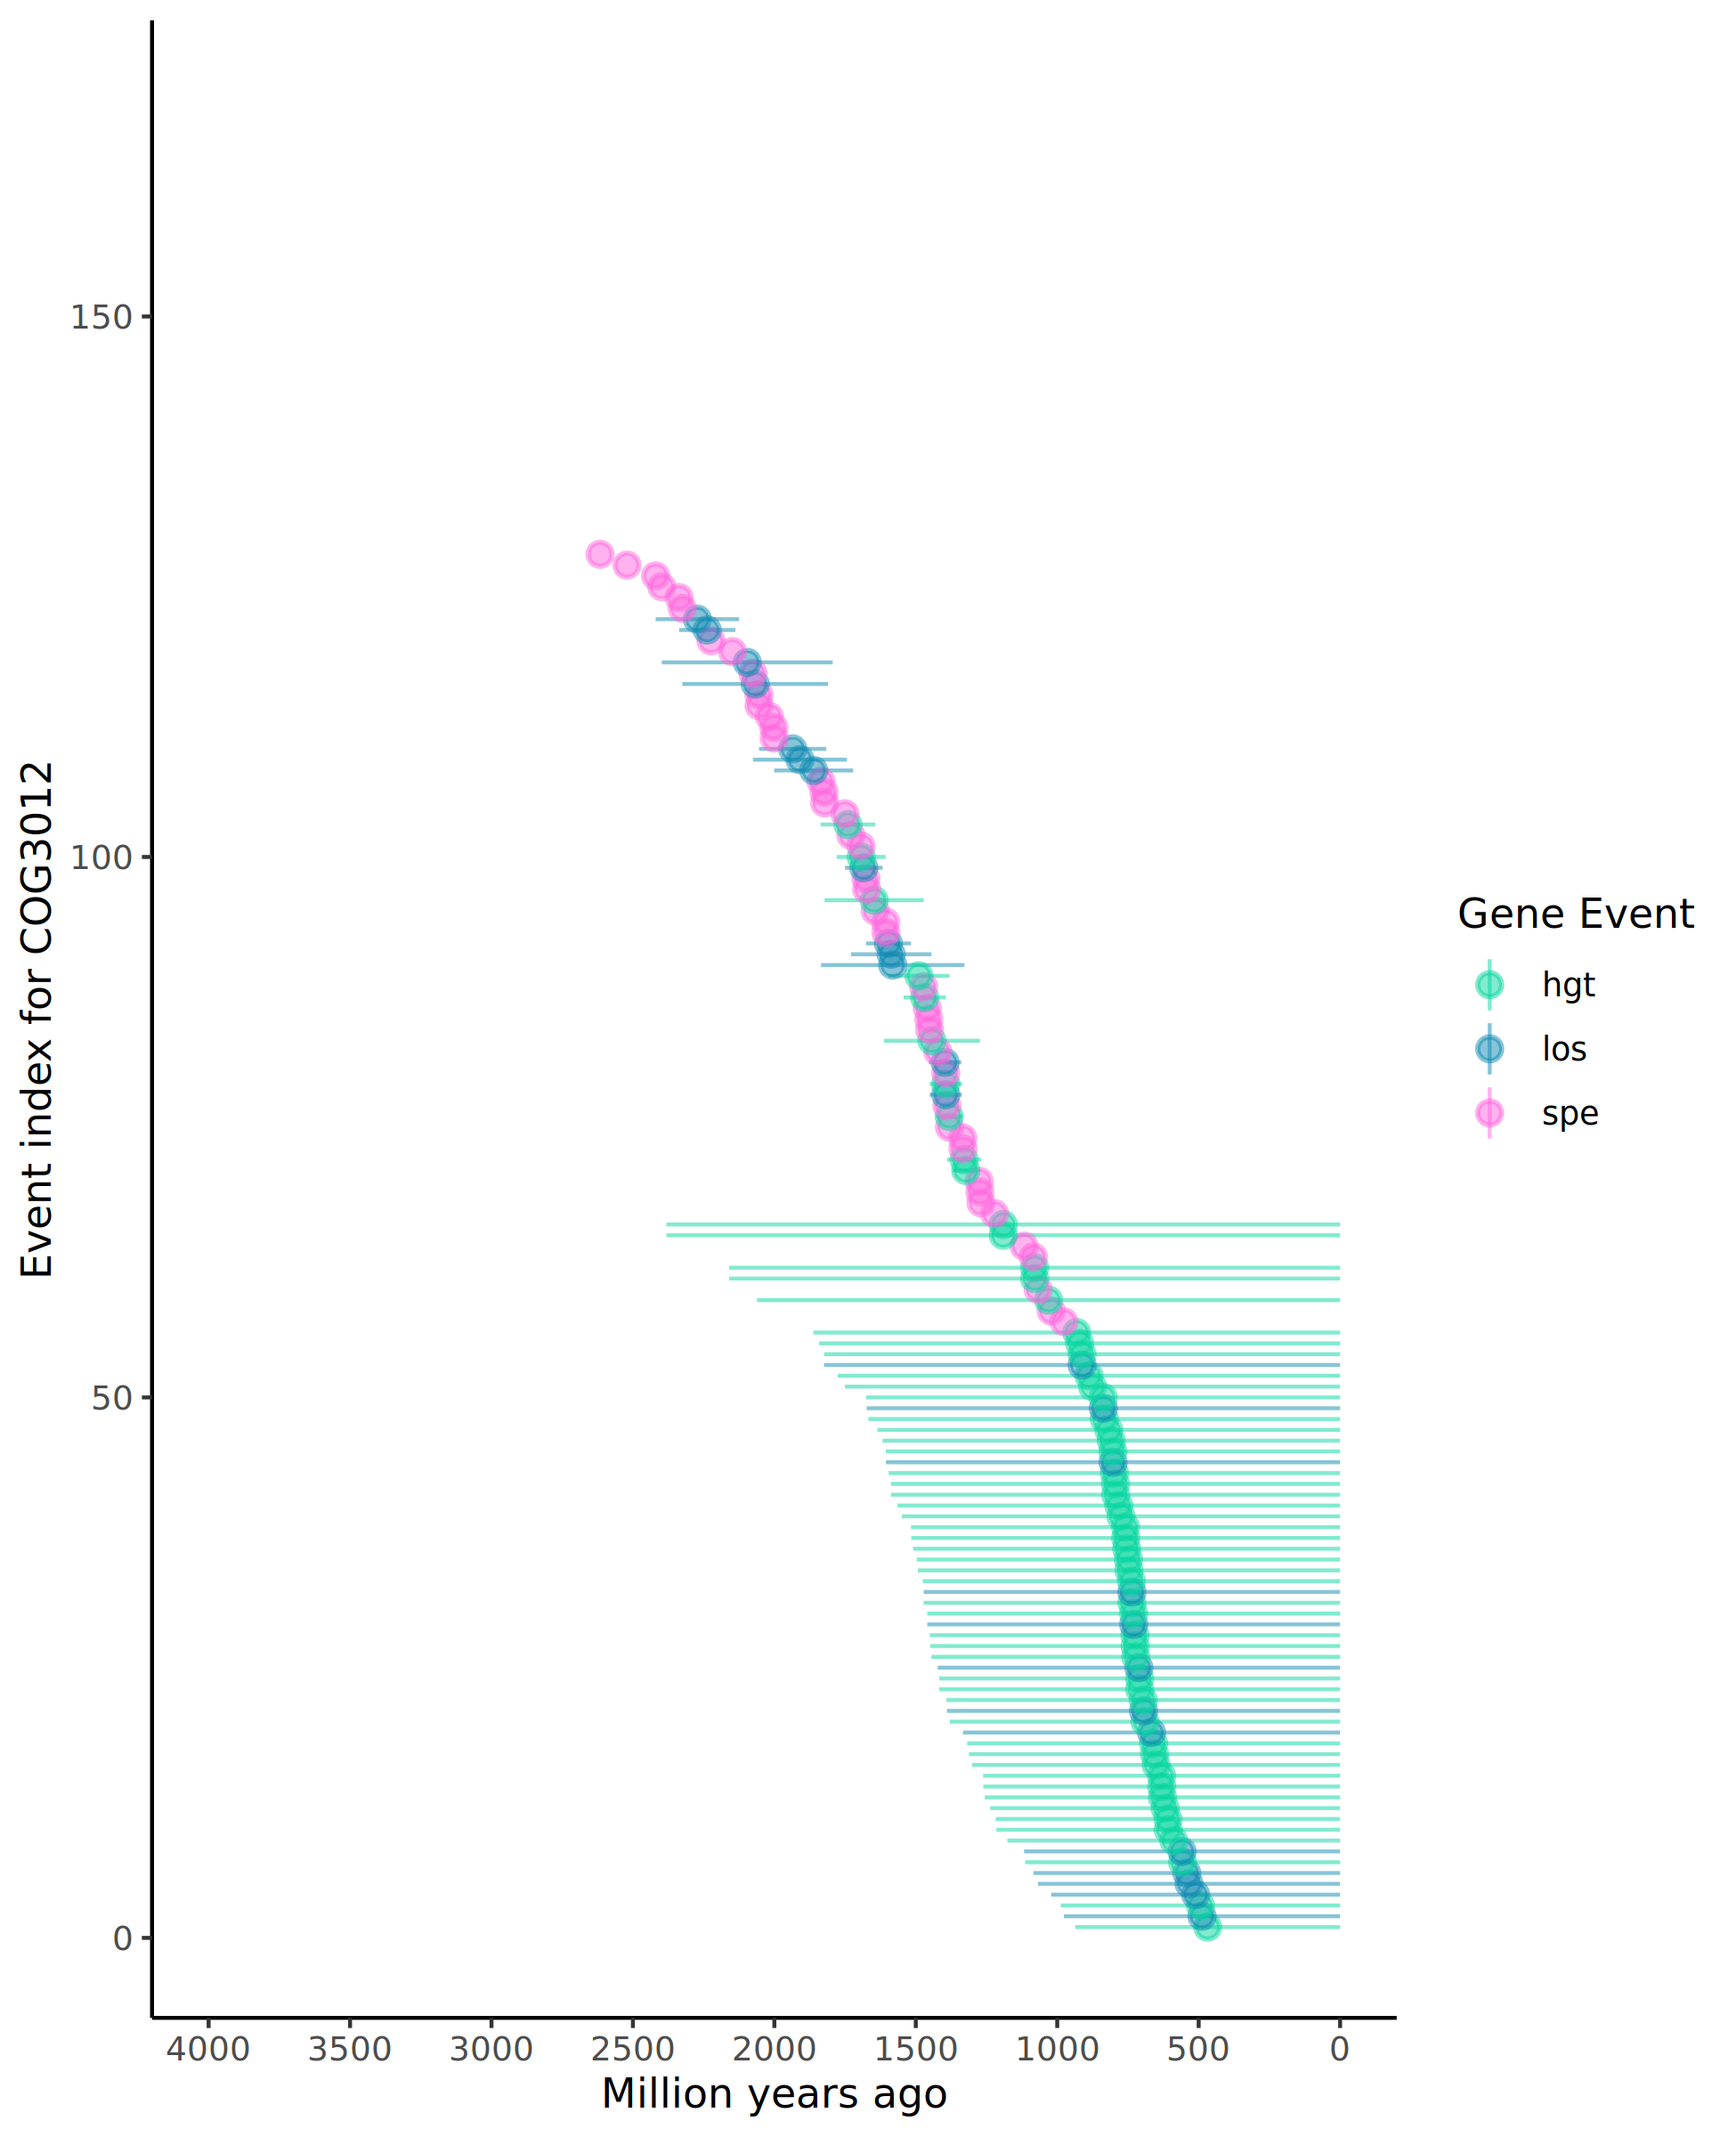 Event index for COG3012
150
100
50
0
4000 3500 3000 2500 2000 1500 1000 500 0
Million years ago
Gene Event
hgt
los
spe